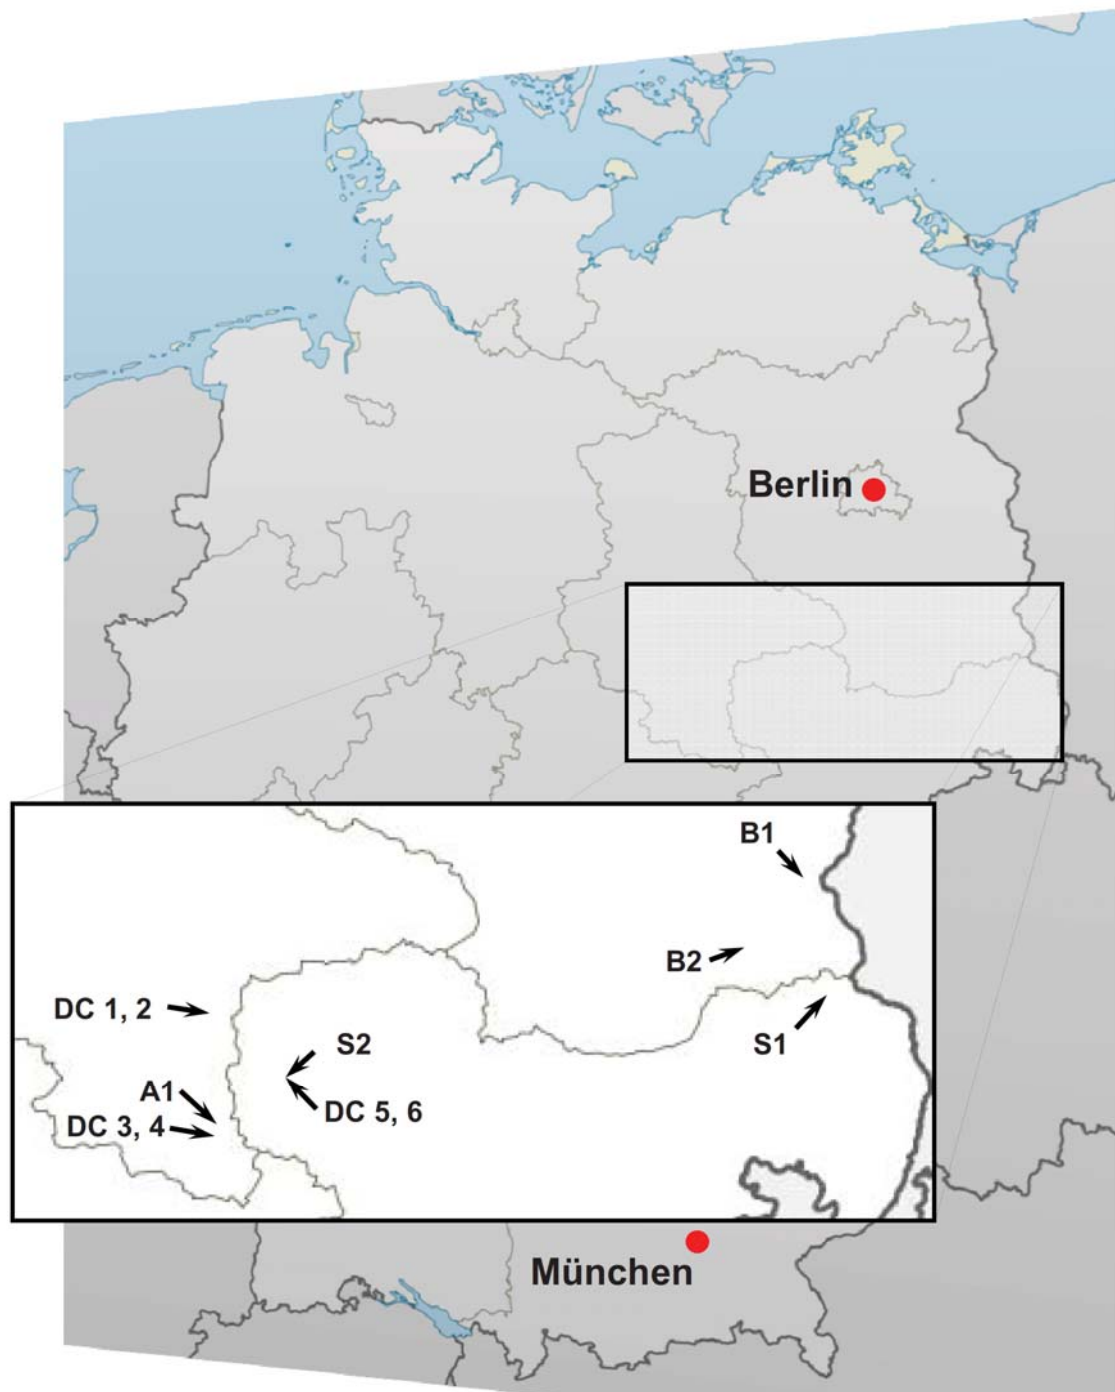 Berlin
B1
B2
DC 1, 2
S2
S1
A1
DC 5, 6
DC 3, 4
München